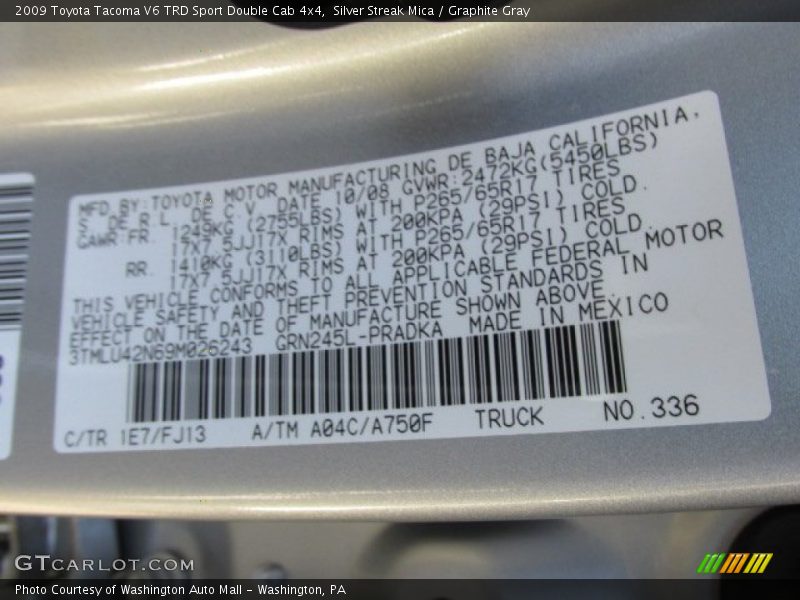 2009 Toyota Tacoma V6 TRD Sport Double Cab 4x4, Silver Streak Mica / Graphite Gray
MFD.BY:TOYOTA MOTOR MANUFACTURING DE BAJA CALIFORNIA,
S. DE R.L. DE C.V. DATE 10/08 GVWR:2472KG(5450LBS)
GAWR:FR. 1249KG (2755LBS) WITH P265/65R17 TIRES
17X7.5JJ17X RIMS AT 200KPA (29PSI) COLD.
RR. 1410KG (3110LBS) WITH P265/65R17 TIRES
17X7.5JJ17X RIMS AT 200KPA (29PSI) COLD.
THIS VEHICLE CONFORMS TO ALL APPLICABLE FEDERAL MOTOR
VEHICLE SAFETY AND THEFT PREVENTION STANDARDS IN
EFFECT ON THE DATE OF MANUFACTURE SHOWN ABOVE
3TMLU42N69M026243 GRN245L-PRADKA MADE IN MEXICO
C/TR 1E7/FJ13 A/TM A04C/A750F TRUCK NO.336
GTCARLOT.COM
Photo Courtesy of Washington Auto Mall - Washington, PA